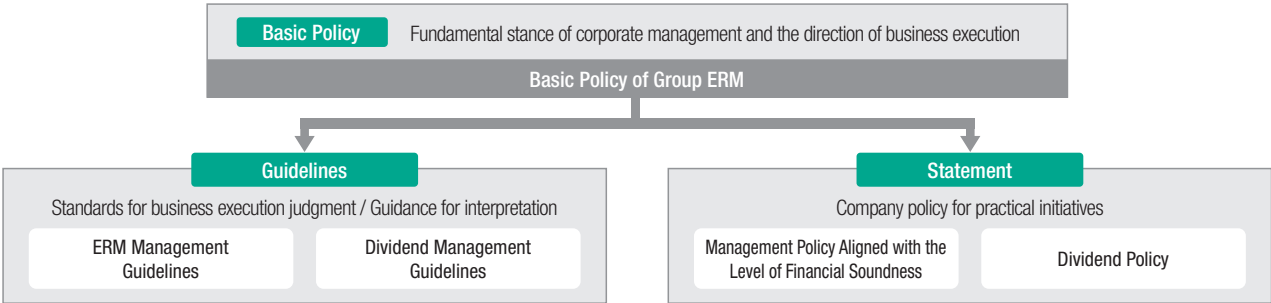 Basic Policy Fundamental stance of corporate management and the direction of business execution
Basic Policy of Group ERM
Guidelines
Standards for business execution judgment / Guidance for interpretation
ERM Management
Guidelines
Dividend Management
Guidelines
Statement
Company policy for practical initiatives
Management Policy Aligned with the
Level of Financial Soundness
Dividend Policy